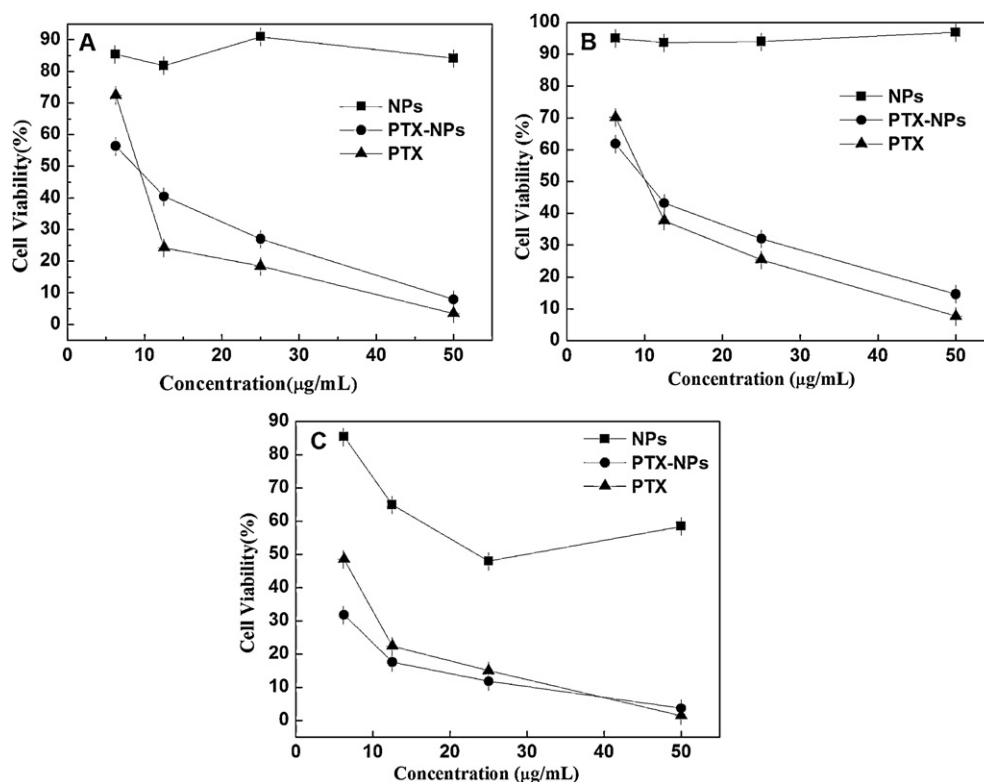 A
90
80
70
60
50
40
30
20
10
0
NPs
PTX-NPs
PTX
Cell Viability(%)
0 10 20 30 40 50
Concentration(μg/mL)
B
100
90
80
70
60
50
40
30
20
10
0
NPs
PTX-NPs
PTX
Cell Viability (%)
0 10 20 30 40 50
Concentration (μg/mL)
C
90
80
70
60
50
40
30
20
10
0
NPs
PTX-NPs
PTX
Cell Viability(%)
0 10 20 30 40 50
Concentration (μg/mL)